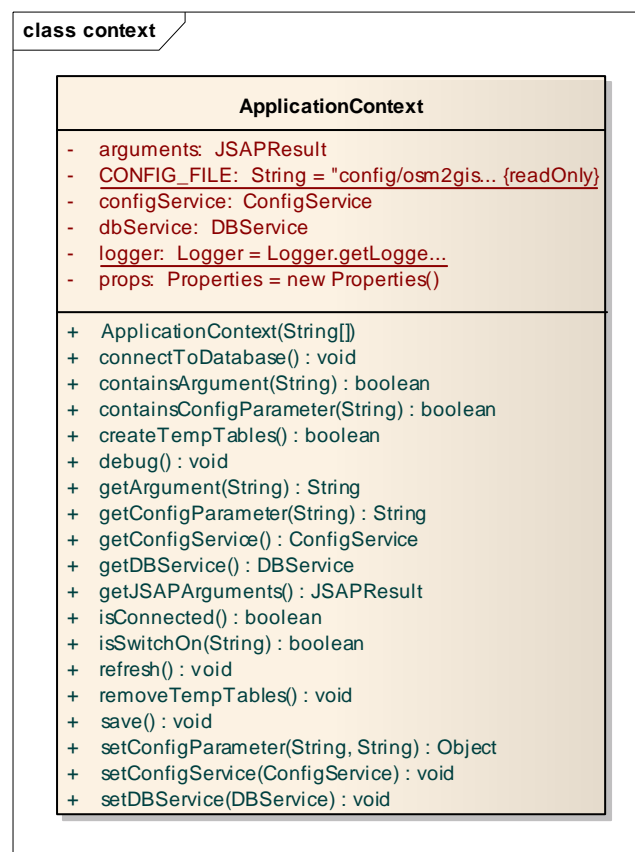 class context
ApplicationContext
- arguments: JSAPResult
- CONFIG_FILE: String = "config/osm2gis... {readOnly}
- configService: ConfigService
- dbService: DBService
- logger: Logger = Logger.getLogge...
- props: Properties = new Properties()
+ ApplicationContext(String[])
+ connectToDatabase() : void
+ containsArgument(String) : boolean
+ containsConfigParameter(String) : boolean
+ createTempTables() : boolean
+ debug() : void
+ getArgument(String) : String
+ getConfigParameter(String) : String
+ getConfigService() : ConfigService
+ getDBService() : DBService
+ getJSAPArguments() : JSAPResult
+ isConnected() : boolean
+ isSwitchOn(String) : boolean
+ refresh() : void
+ removeTempTables() : void
+ save() : void
+ setConfigParameter(String, String) : Object
+ setConfigService(ConfigService) : void
+ setDBService(DBService) : void